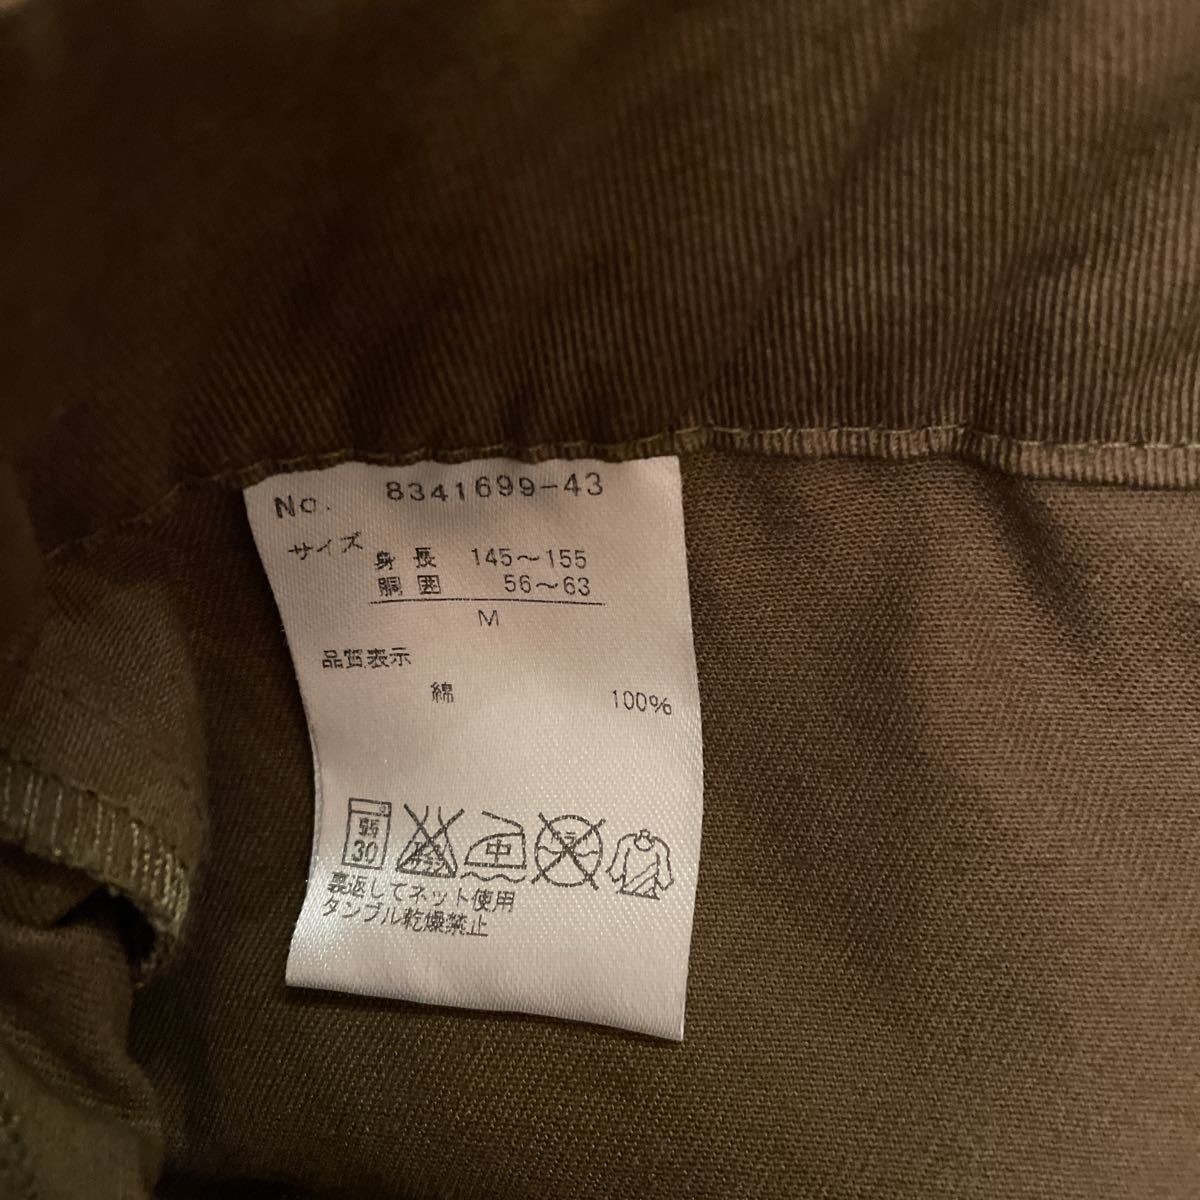 No. 8341699-43
サイズ 身長 145～155
胴囲 56～63
M
品質表示
綿 100%
弱
30
中
裏返してネット使用
タンブル乾燥禁止